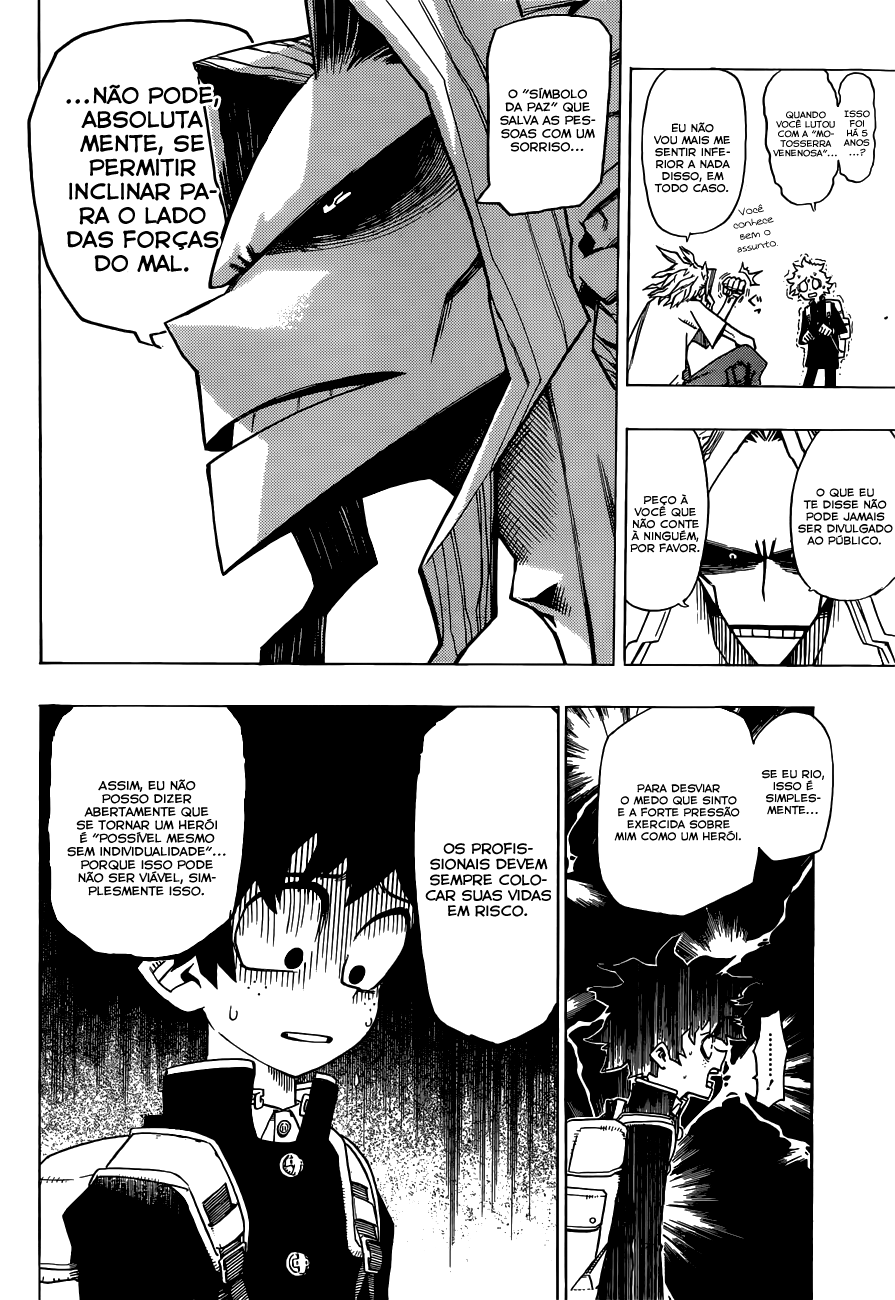 ISSO
FOI
HÁ 5
ANOS
...?
QUANDO
VOCÊ LUTOU
COM A "MO-
TOSSERRA
VENENOSA"...
EU NÃO
VOU MAIS ME
SENTIR INFE-
RIOR A NADA
DISSO, EM
TODO CASO.
Você
conhece
bem o
assunto.
O QUE EU
TE DISSE NÃO
PODE JAMAIS
SER DIVULGADO
AO PÚBLICO.
PEÇO À
VOCÊ QUE
NÃO CONTE
À NINGUÉM,
POR FAVOR.
O "SÍMBOLO
DA PAZ" QUE
SALVA AS PES-
SOAS COM UM
SORRISO...
...NÃO PODE,
ABSOLUTA
MENTE, SE
PERMITIR
INCLINAR PA-
RA O LADO
DAS FORÇAS
DO MAL.
SE EU RIO,
ISSO É
SIMPLES-
MENTE...
PARA DESVIAR
O MEDO QUE SINTO
E A FORTE PRESSÃO
EXERCIDA SOBRE
MIM COMO UM HERÓI.
.........
OS PROFIS-
SIONAIS DEVEM
SEMPRE COLO-
CAR SUAS VIDAS
EM RISCO.
ASSIM, EU NÃO
POSSO DIZER
ABERTAMENTE QUE
SE TORNAR UM HERÓI
É "POSSÍVEL MESMO
SEM INDIVIDUALIDADE"...
PORQUE ISSO PODE
NÃO SER VIÁVEL, SIM-
PLESMENTE ISSO.